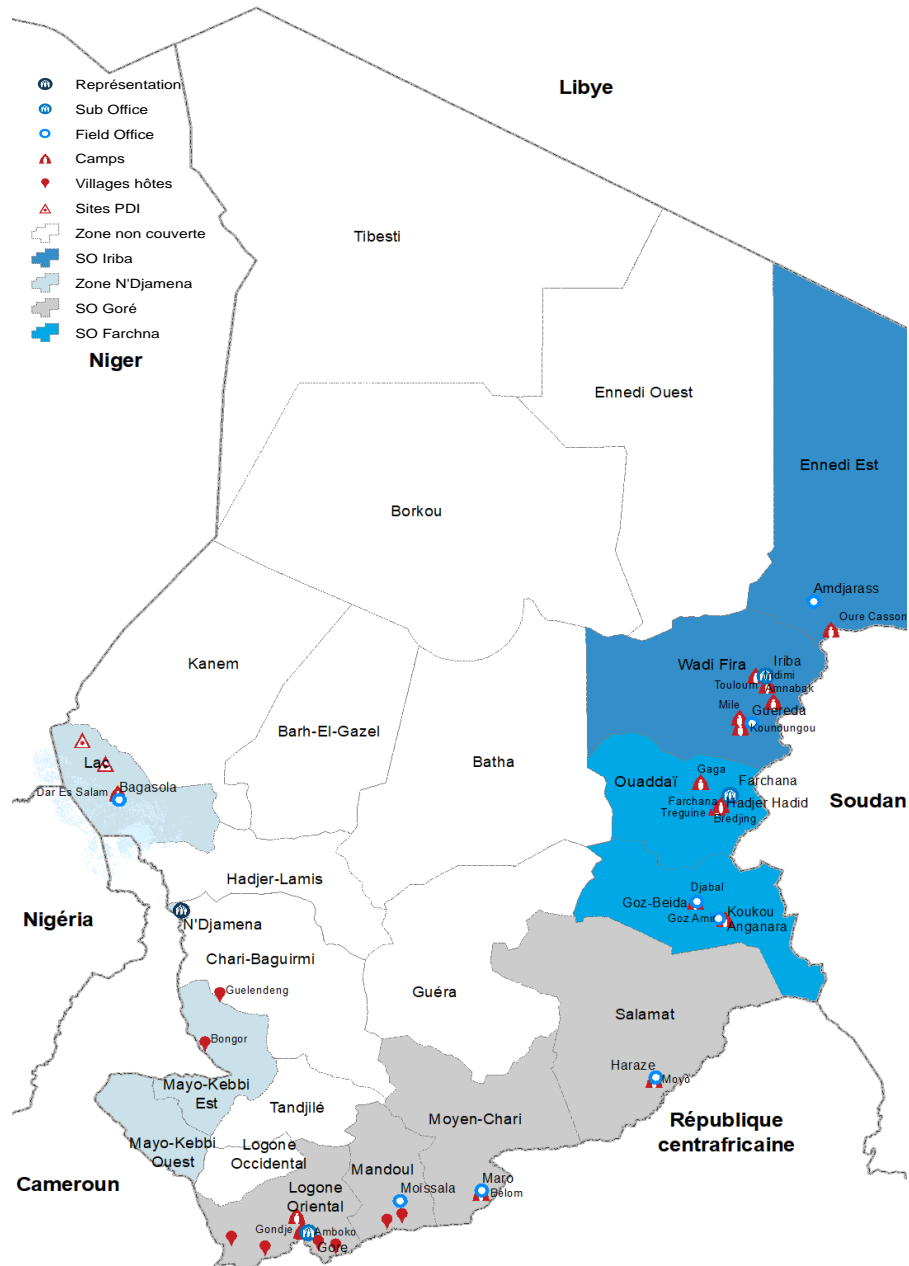 Libye
Représentation
Sub Office
Field Office
Camps
Villages hôtes
Sites PDI
Zone non couverte
SO Iriba
Zone N'Djamena
SO Goré
SO Farchna
Niger
Tibesti
Ennedi Ouest
Ennedi Est
Borkou
Amdjarass
Oure Casson
Kanem
Wadi Fira
Iriba
Touloum
Amnabak
Mile
Guereda
Koundoungou
Barh-El-Gazel
Batha
Lac
Dar Es Salam
Bagasola
Ouaddaï
Gaga
Farchana
Farchana
Hadjer Hadid
Treguine
Bredjing
Soudan
Hadjer-Lamis
Djabal
Goz-Beida
Goz Amir
Koukou
Anganara
Nigéria
N'Djamena
Chari-Baguirmi
Guelendeng
Guéra
Salamat
Bongor
Haraze
Moyo
Mayo-Kebbi
Est
Tandjilé
Moyen-Chari
République
centrafricaine
Mayo-Kebbi
Ouest
Logone
Occidental
Mandoul
Cameroun
Logone
Oriental
Moïssala
Maro
Belom
Gondje
Amboko
Gore